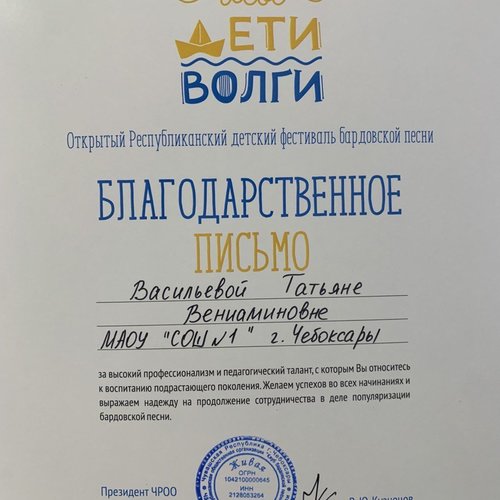 ДЕТИ
ВОЛГИ
Открытый Республиканский детский фестиваль бардовской песни
БЛАГОДАРСТВЕННОЕ
ПИСЬМО
Васильевой Татьяне
Вениаминовне
МАОУ "СОШ №1" г. Чебоксары
за высокий профессионализм и педагогический талант, с которым Вы относитесь
к воспитанию подрастающего поколения. Желаем успехов во всех начинаниях и
выражаем надежду на продолжение сотрудничества в деле популяризации
бардовской песни.
Живая
ОГРН
1042100000645
ИНН
2128053264
Президент ЧРОО